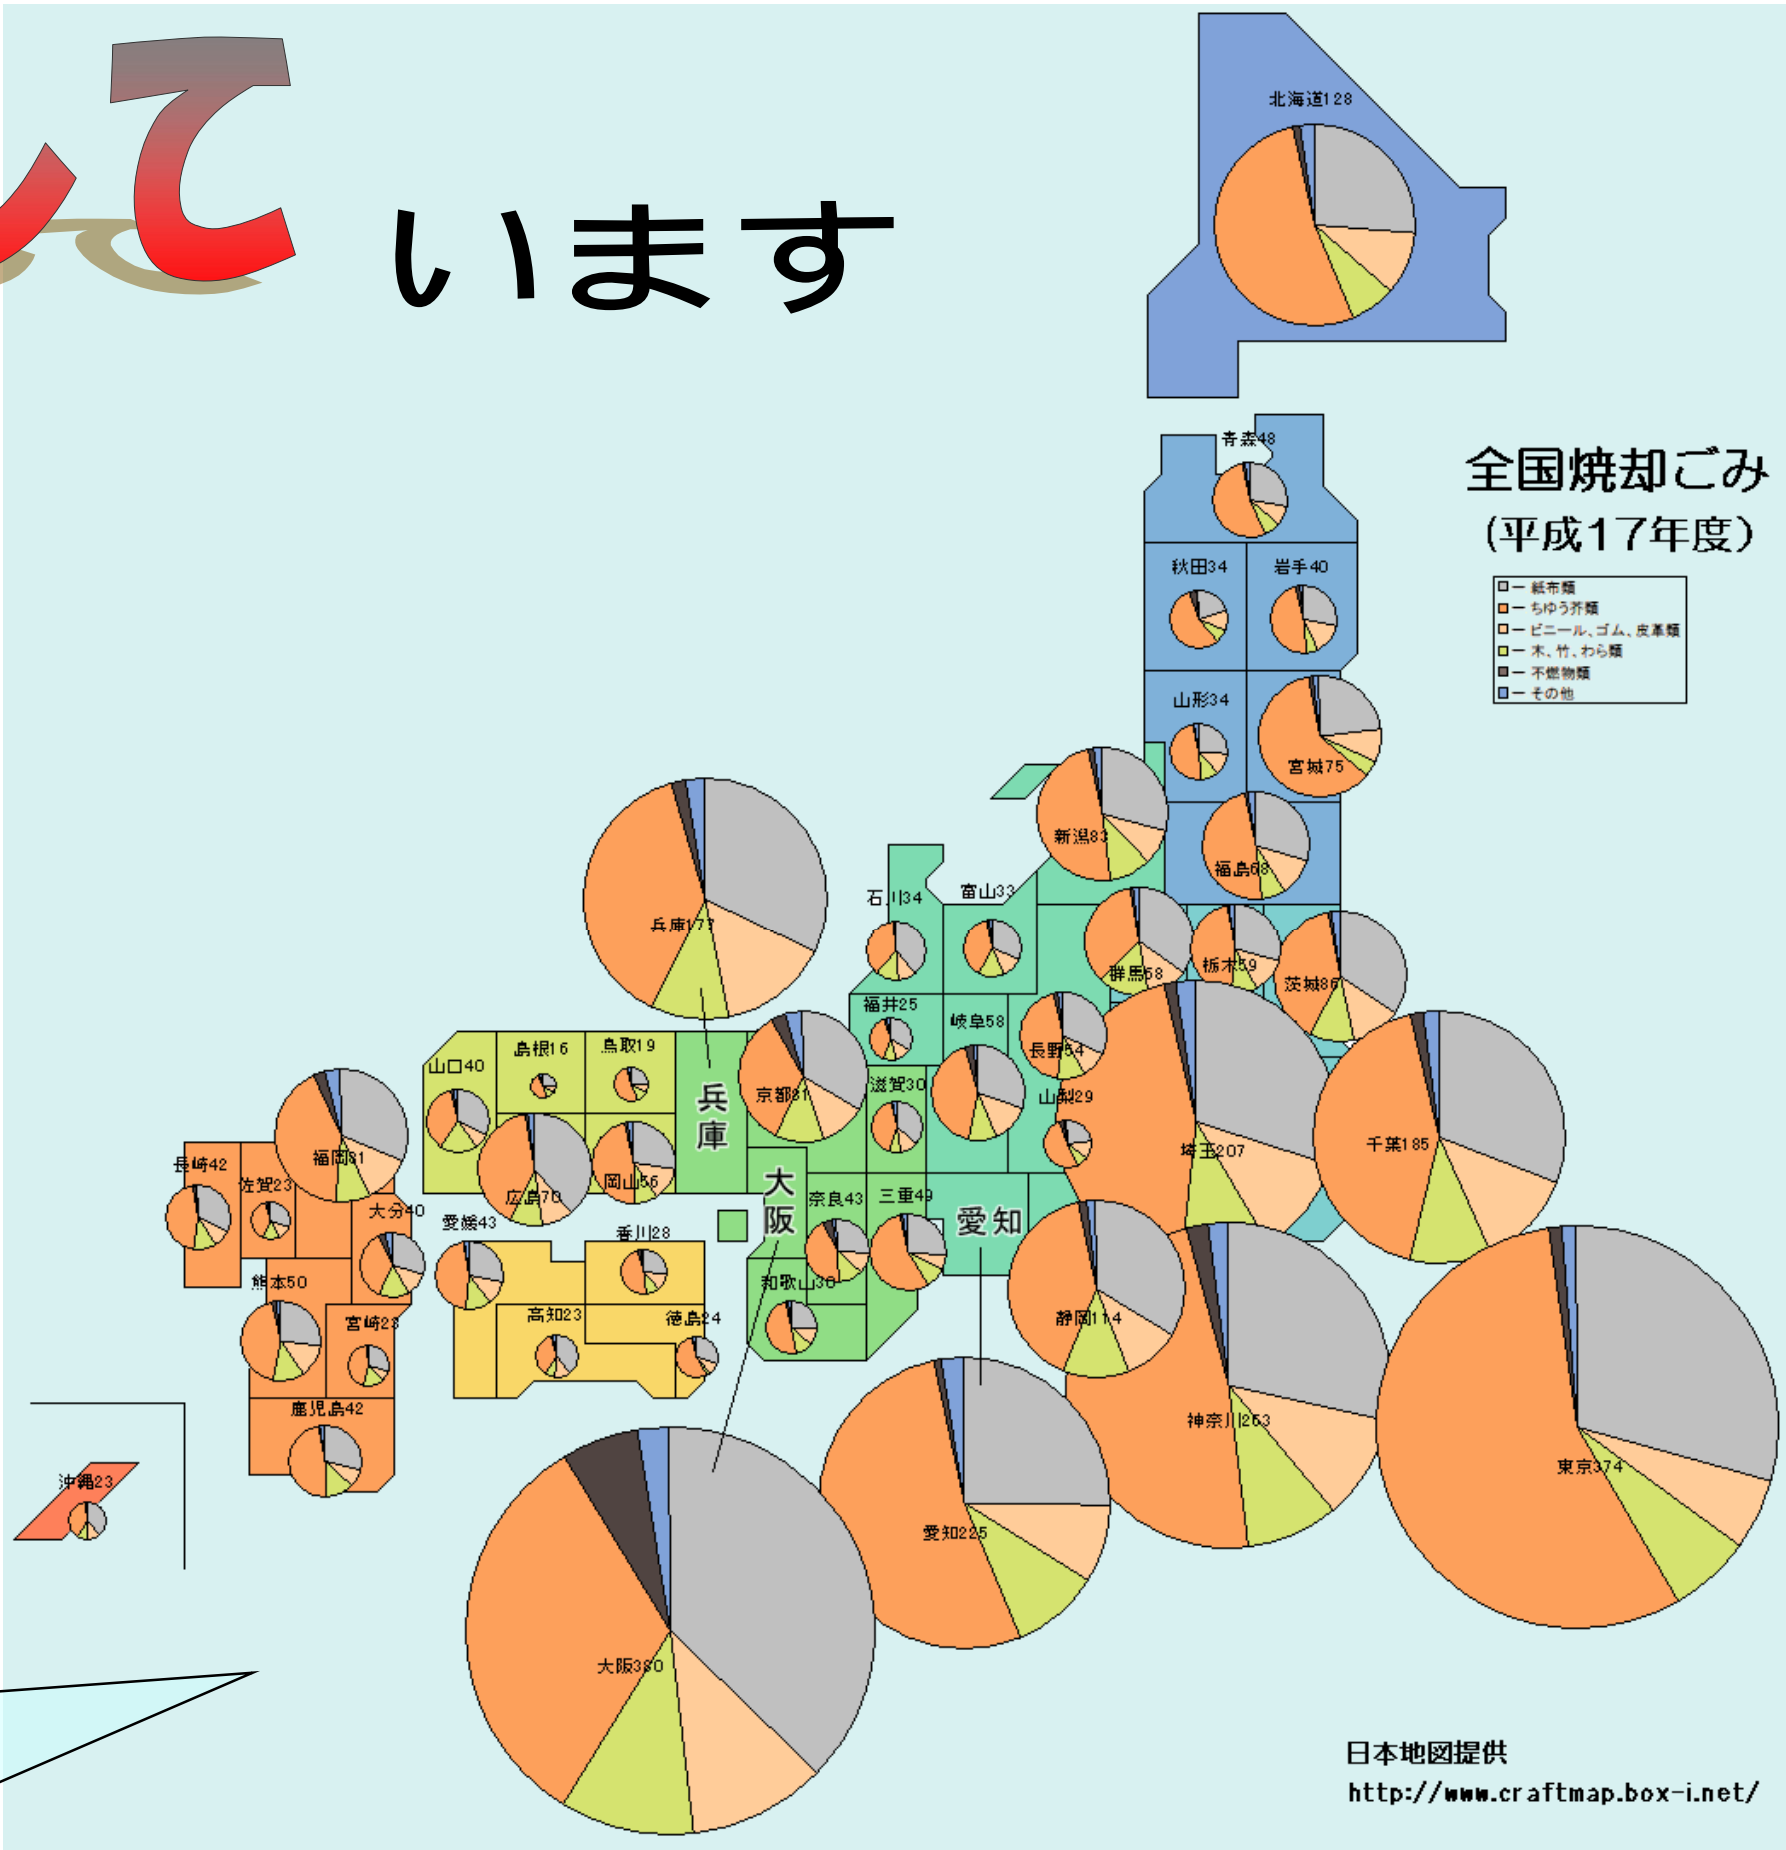 して
います
北海道128
全国焼却ごみ
(平成17年度)
紙布類
ちゆう芥類
ビニール、ゴム、皮革類
木、竹、わら類
不燃物類
その他
青森48
秋田34
岩手40
山形34
宮城75
新潟83
福島68
石川34
富山33
兵庫177
群馬68
栃木59
茨城86
福井25
岐阜58
長野54
山口40
島根16
鳥取19
京都81
滋賀30
山梨29
埼玉207
千葉185
兵庫
福岡81
長崎42
佐賀23
広島70
岡山56
大阪
奈良43
三重49
愛知
大分40
愛媛43
香川28
熊本50
宮崎23
高知23
徳島24
和歌山30
静岡114
鹿児島42
神奈川253
東京374
沖縄23
愛知225
大阪380
日本地図提供
http://www.craftmap.box-i.net/